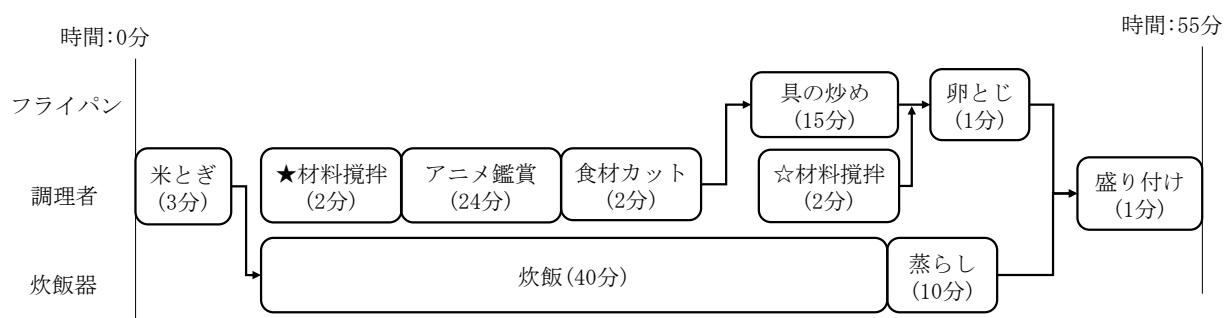 時間:0分
時間:55分
フライパン
具の炒め
(15分)
卵とじ
(1分)
調理者
米とぎ
(3分)
★材料撹拌
(2分)
アニメ鑑賞
(24分)
食材カット
(2分)
☆材料撹拌
(2分)
盛り付け
(1分)
炊飯器
炊飯(40分)
蒸らし
(10分)